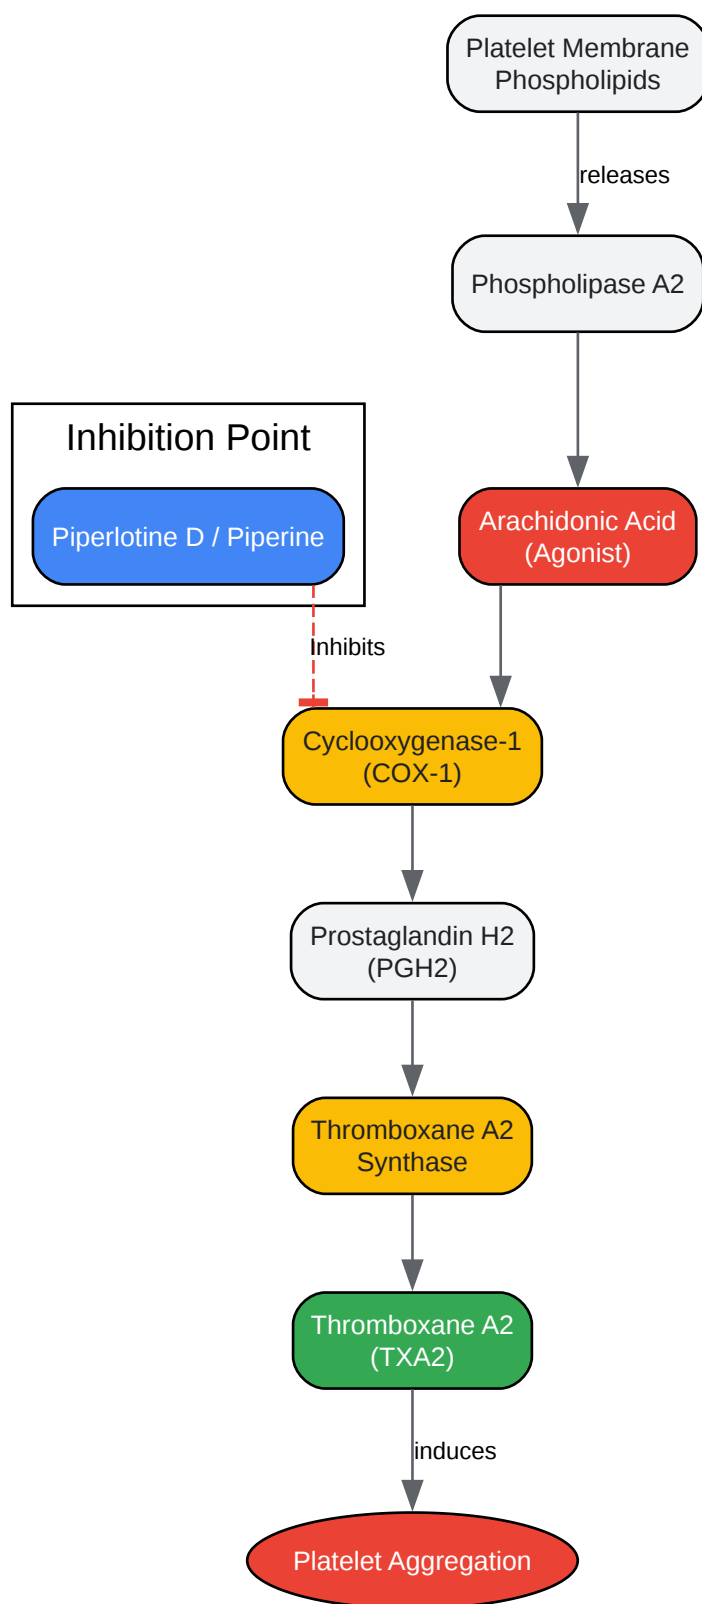 Platelet Membrane
Phospholipids
releases
Phospholipase A2
Inhibition Point
Piperlotine D / Piperine
Arachidonic Acid
(Agonist)
Inhibits
Cyclooxygenase-1
(COX-1)
Prostaglandin H2
(PGH2)
Thromboxane A2
Synthase
Thromboxane A2
(TXA2)
induces
Platelet Aggregation